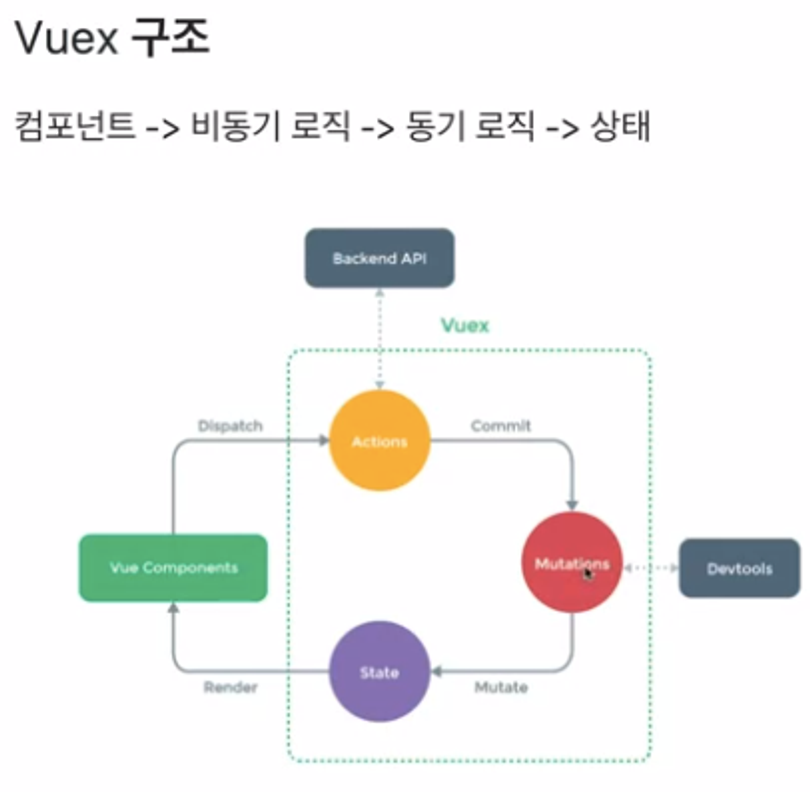 Vuex 구조
컴포넌트 -> 비동기 로직 -> 동기 로직 -> 상태
Backend API
Vuex
Dispatch
Commit
Actions
Vue Components
Mutations
Devtools
State
Render
Mutate